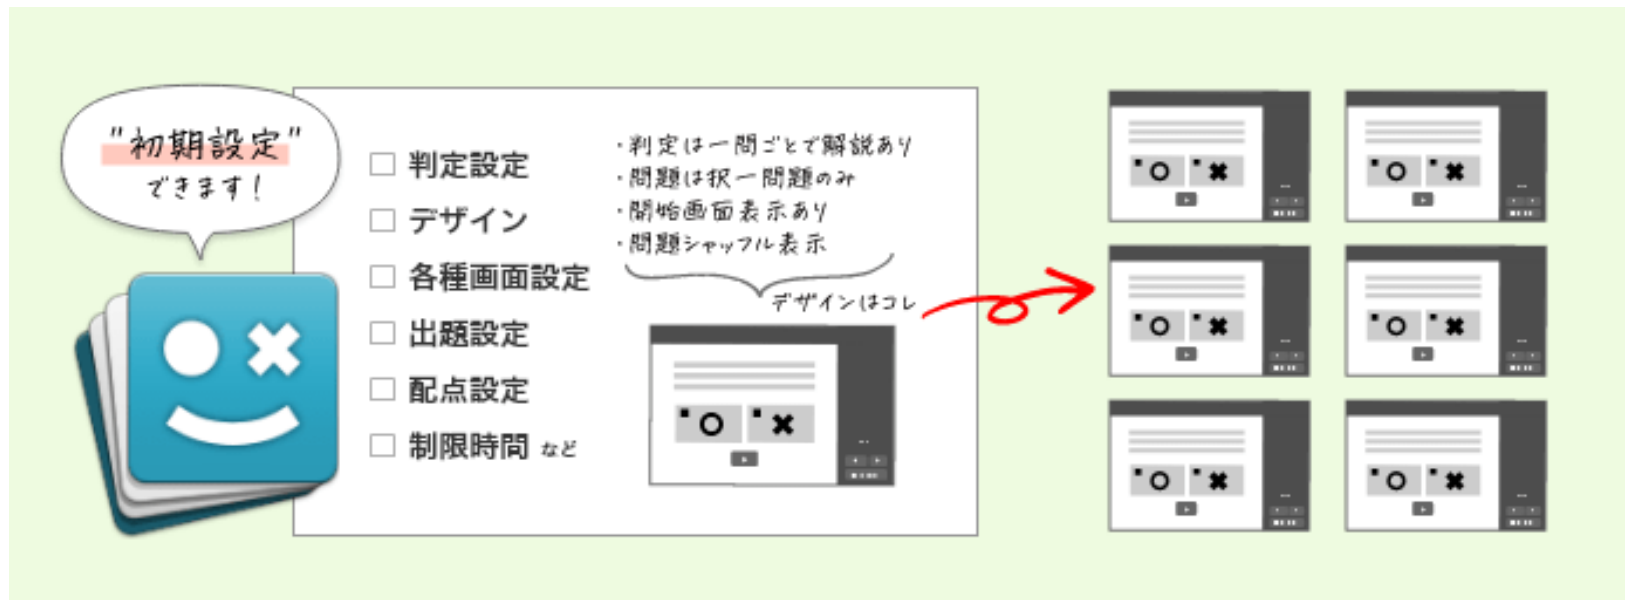 "初期設定"
できます!
判定設定
デザイン
各種画面設定
出題設定
配点設定
制限時間 など
・判定は一問ごとで解説あり
・問題は択一問題のみ
・開始画面表示あり
・問題シャッフル表示
デザインはコレ